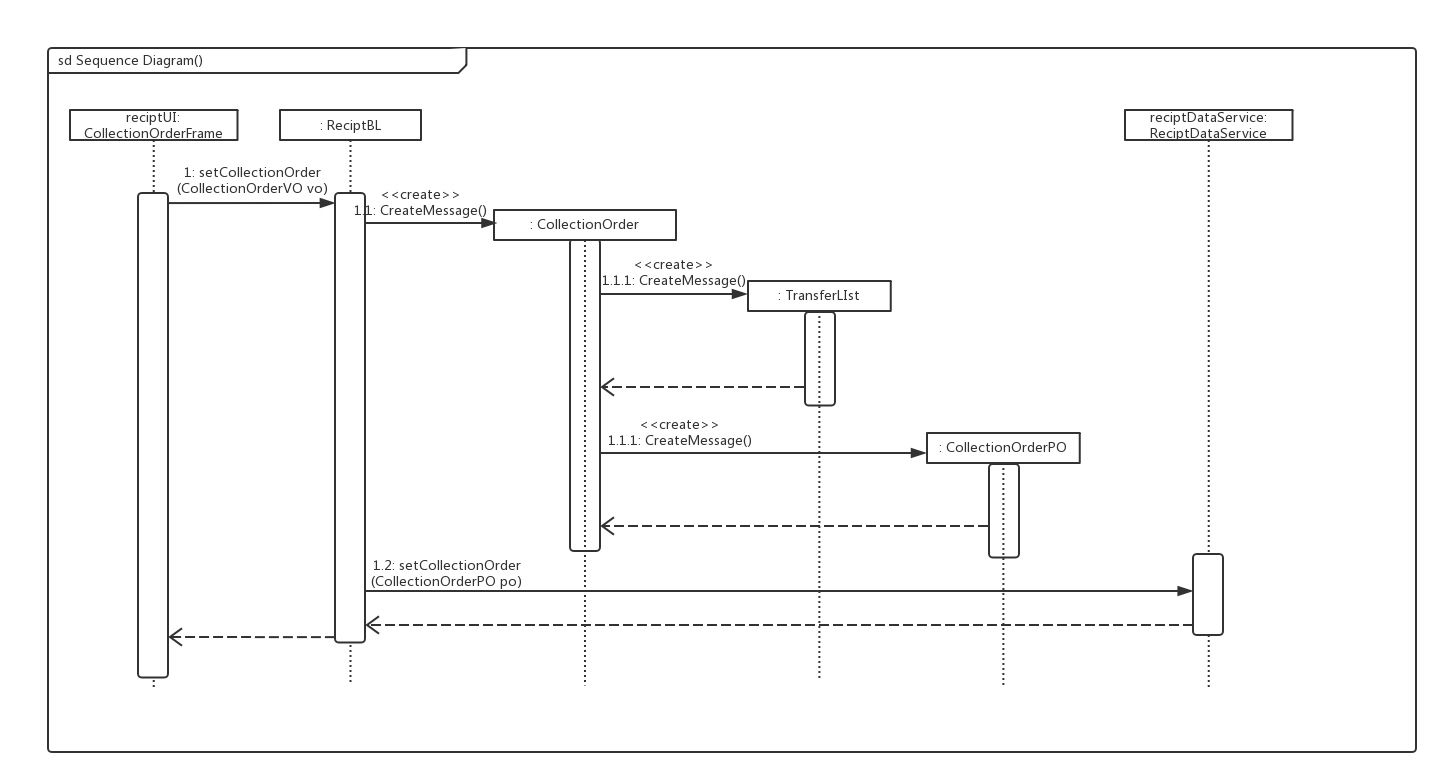 sd Sequence Diagram()
reciptUI:
CollectionOrderFrame
: ReciptBL
reciptDataService:
ReciptDataService
1: setCollectionOrder
(CollectionOrderVO vo)
<<create>>
1.1: CreateMessage()
: CollectionOrder
<<create>>
1.1.1: CreateMessage()
: TransferLIst
<<create>>
1.1.1: CreateMessage()
: CollectionOrderPO
1.2: setCollectionOrder
(CollectionOrderPO po)